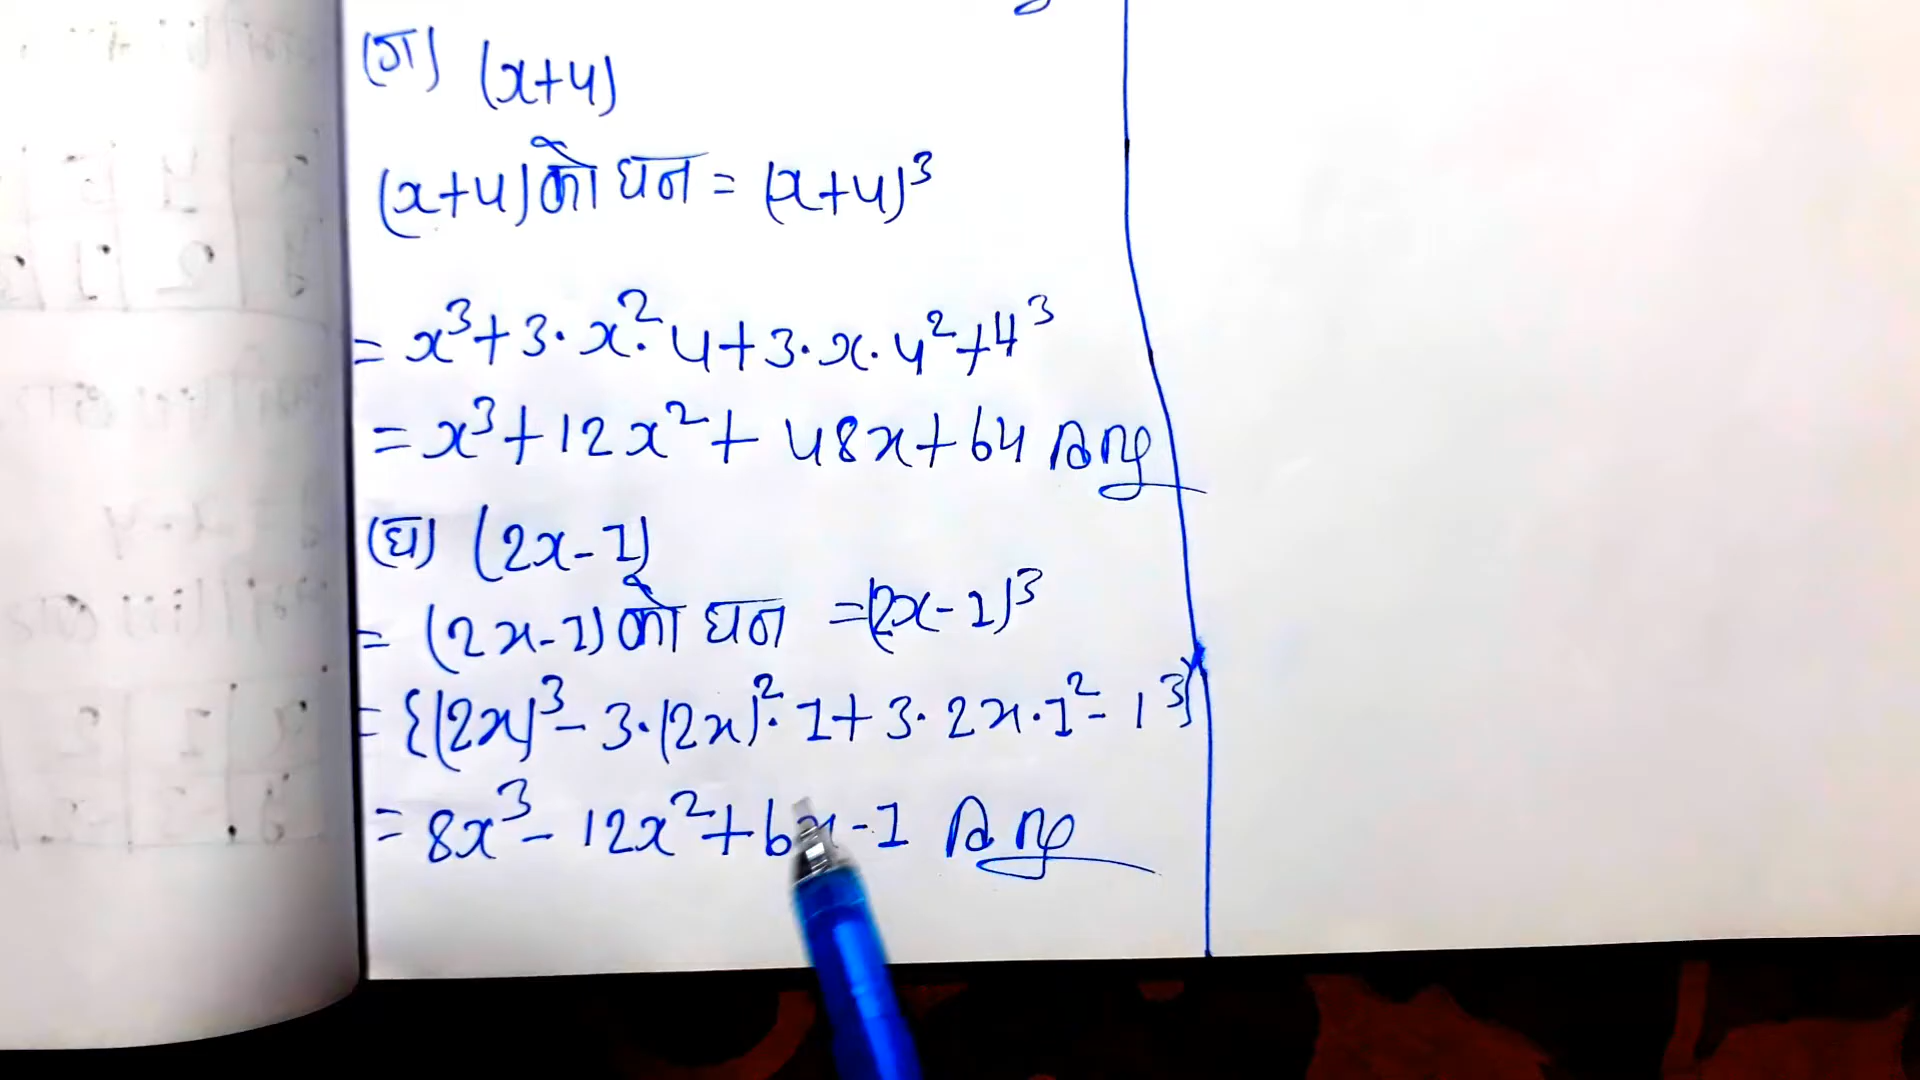 (ग) (x+4)
(x+4) को घन = (x+4)³
= x³+3·x²·4+3·x·4²+4³
= x³+12x²+48x+64 Ans
(घ) (2x-1)
= (2x-1) को घन =(2x-1)³
= {(2x)³-3·(2x)²·1+3·2x·1²-1³}
= 8x³-12x²+6x-1 Ans